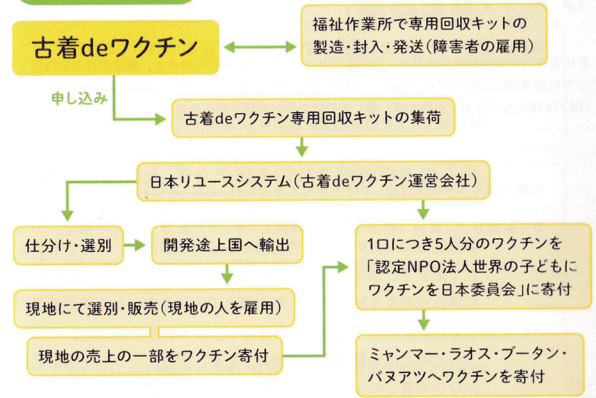 古着deワクチン
福祉作業所で専用回収キットの
製造・封入・発送(障害者の雇用)
申し込み
古着deワクチン専用回収キットの集荷
日本リユースシステム(古着deワクチン運営会社)
仕分け・選別
開発途上国へ輸出
現地にて選別・販売(現地の人を雇用)
現地の売上の一部をワクチン寄付
1口につき5人分のワクチンを
「認定NPO法人世界の子どもに
ワクチンを日本委員会」に寄付
ミャンマー・ラオス・ブータン・
バヌアツへワクチンを寄付